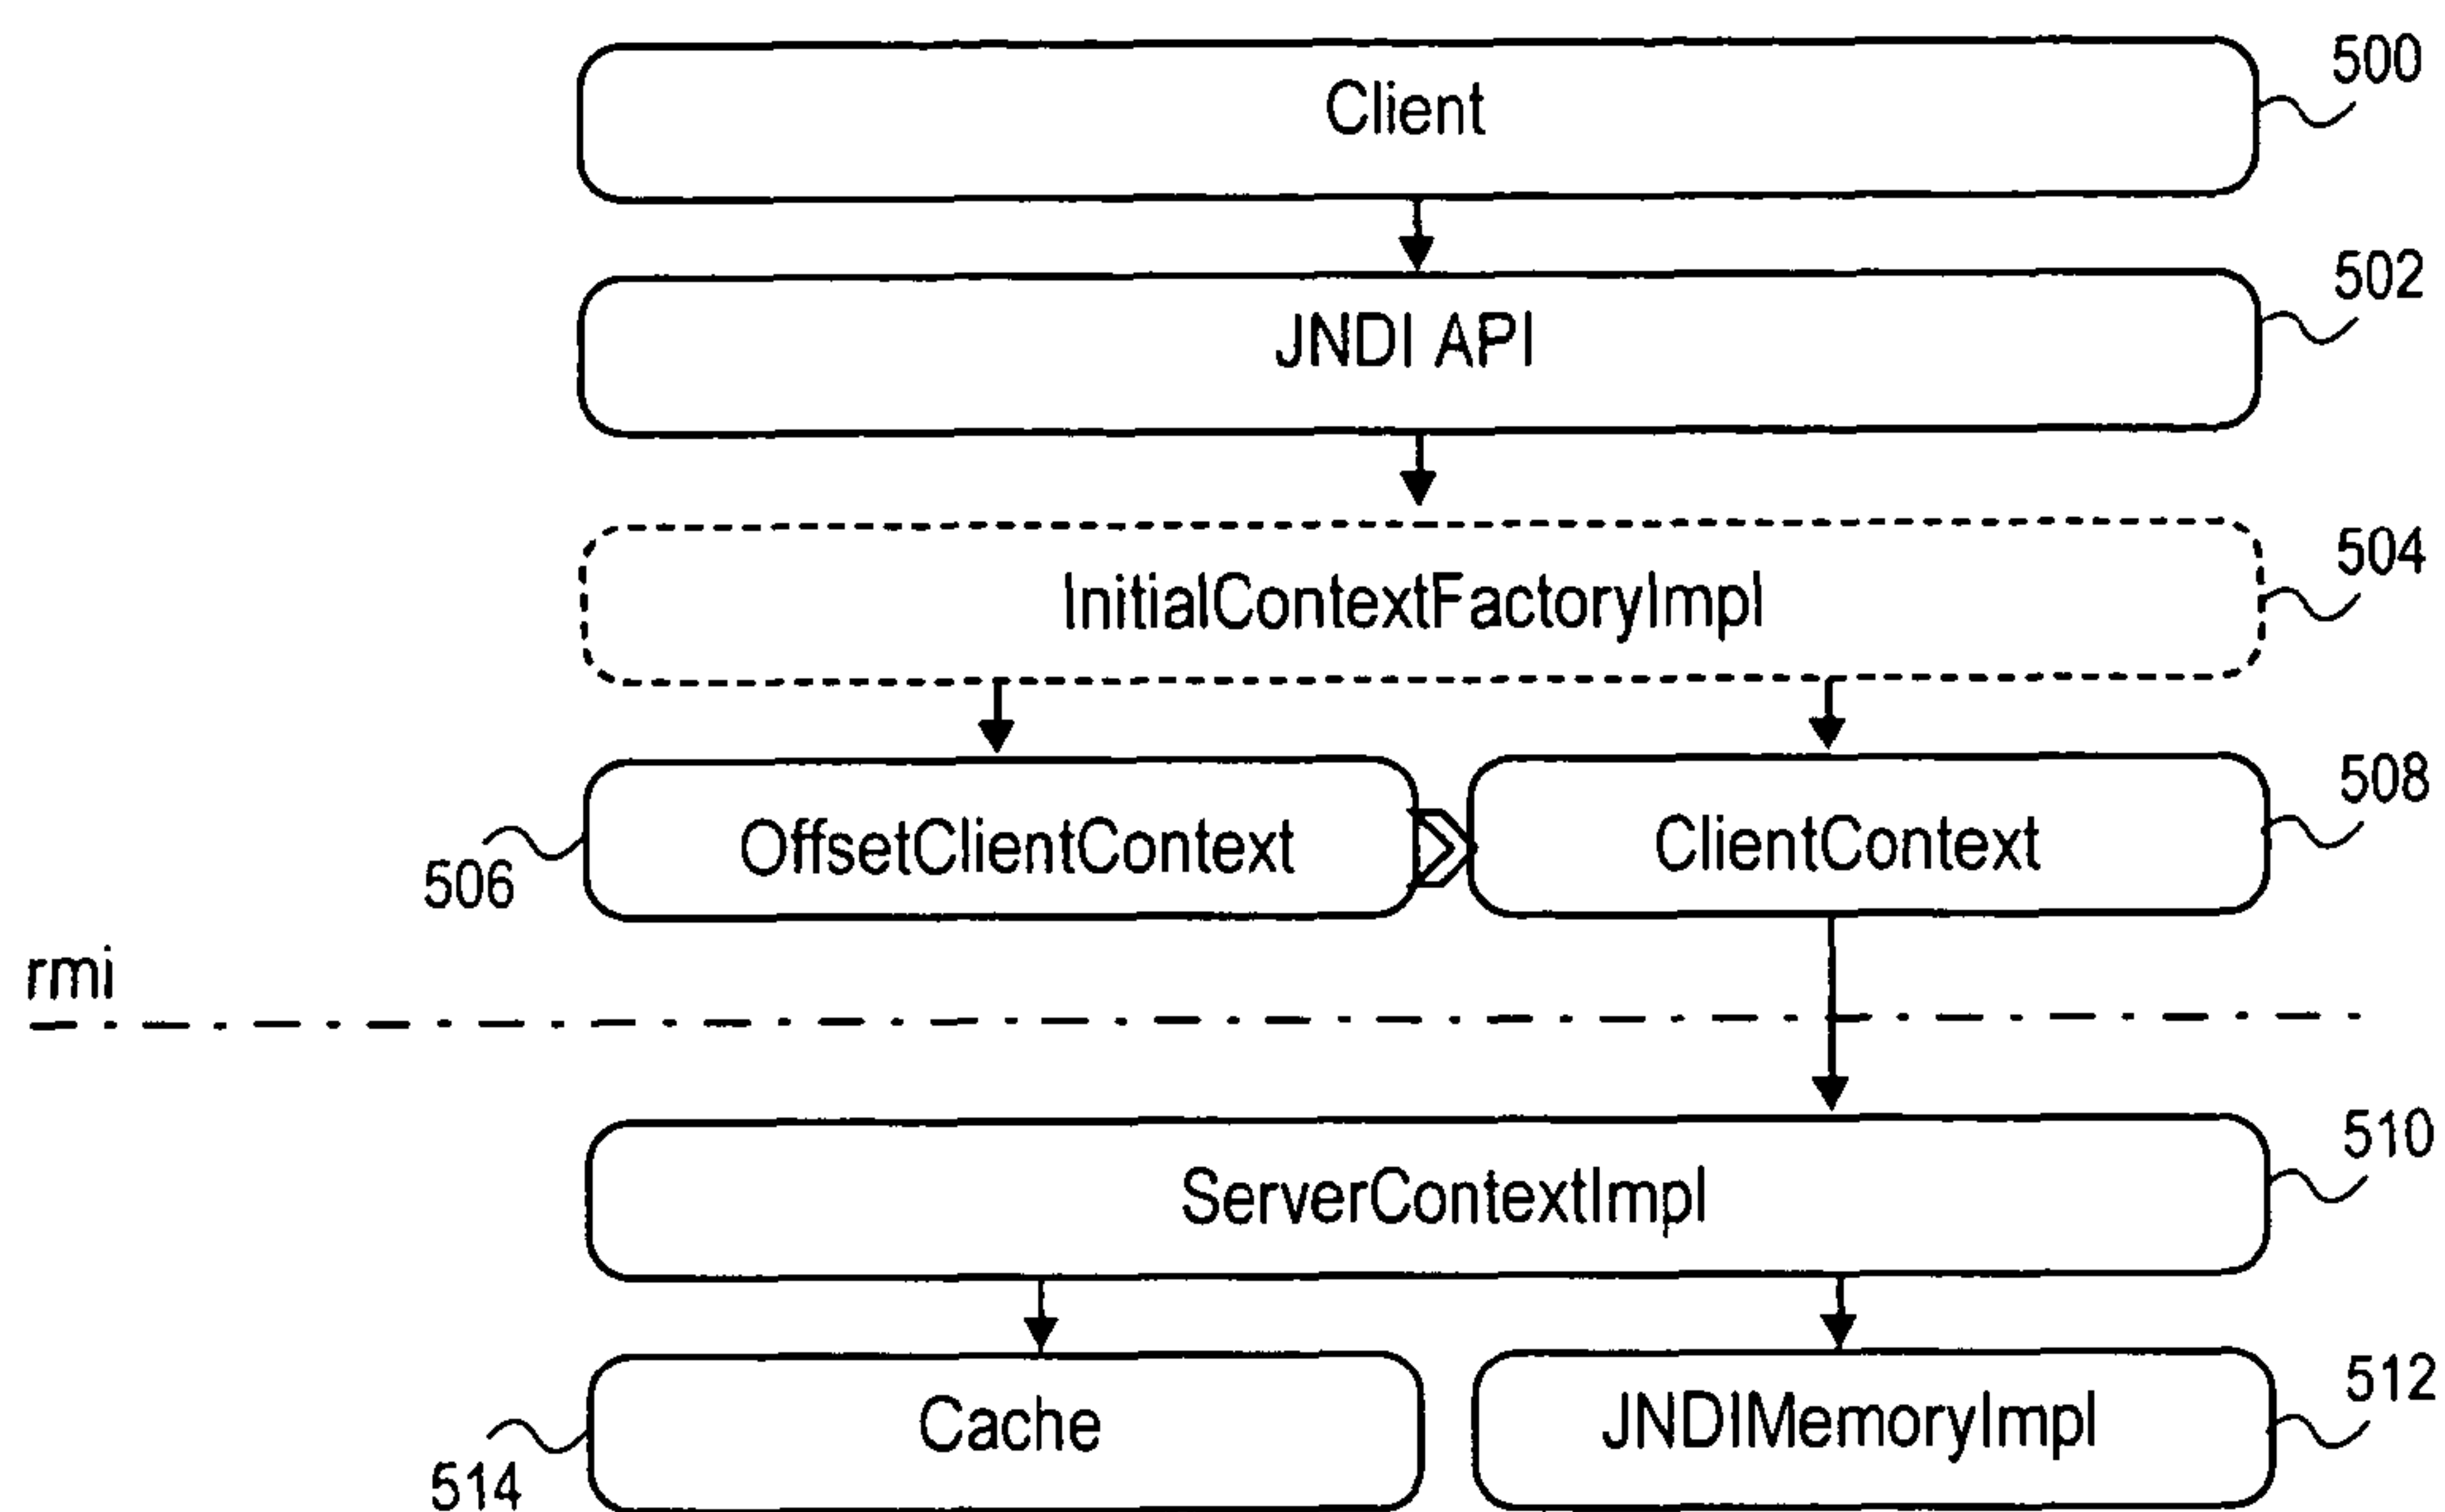 500
Client
502
JNDI API
504
InitialContextFactoryImpl
508
OffsetClientContext
ClientContext
506
rmi
510
ServerContextImpl
512
Cache
JNDIMemoryImpl
514